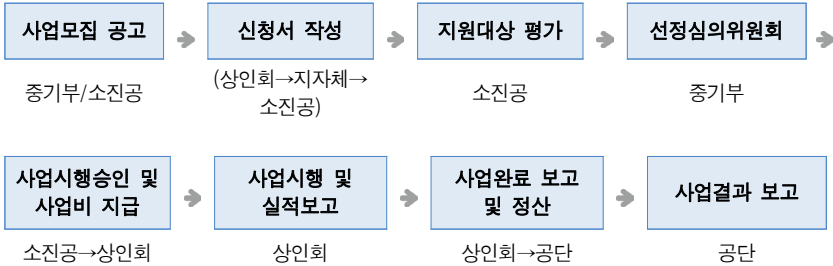 사업모집 공고
신청서 작성
지원대상 평가
선정심의위원회
중기부/소진공
(상인회→지자체→
소진공)
소진공
중기부
사업시행승인 및
사업비 지급
사업시행 및
실적보고
사업완료 보고
및 정산
사업결과 보고
소진공→상인회
상인회
상인회→공단
공단